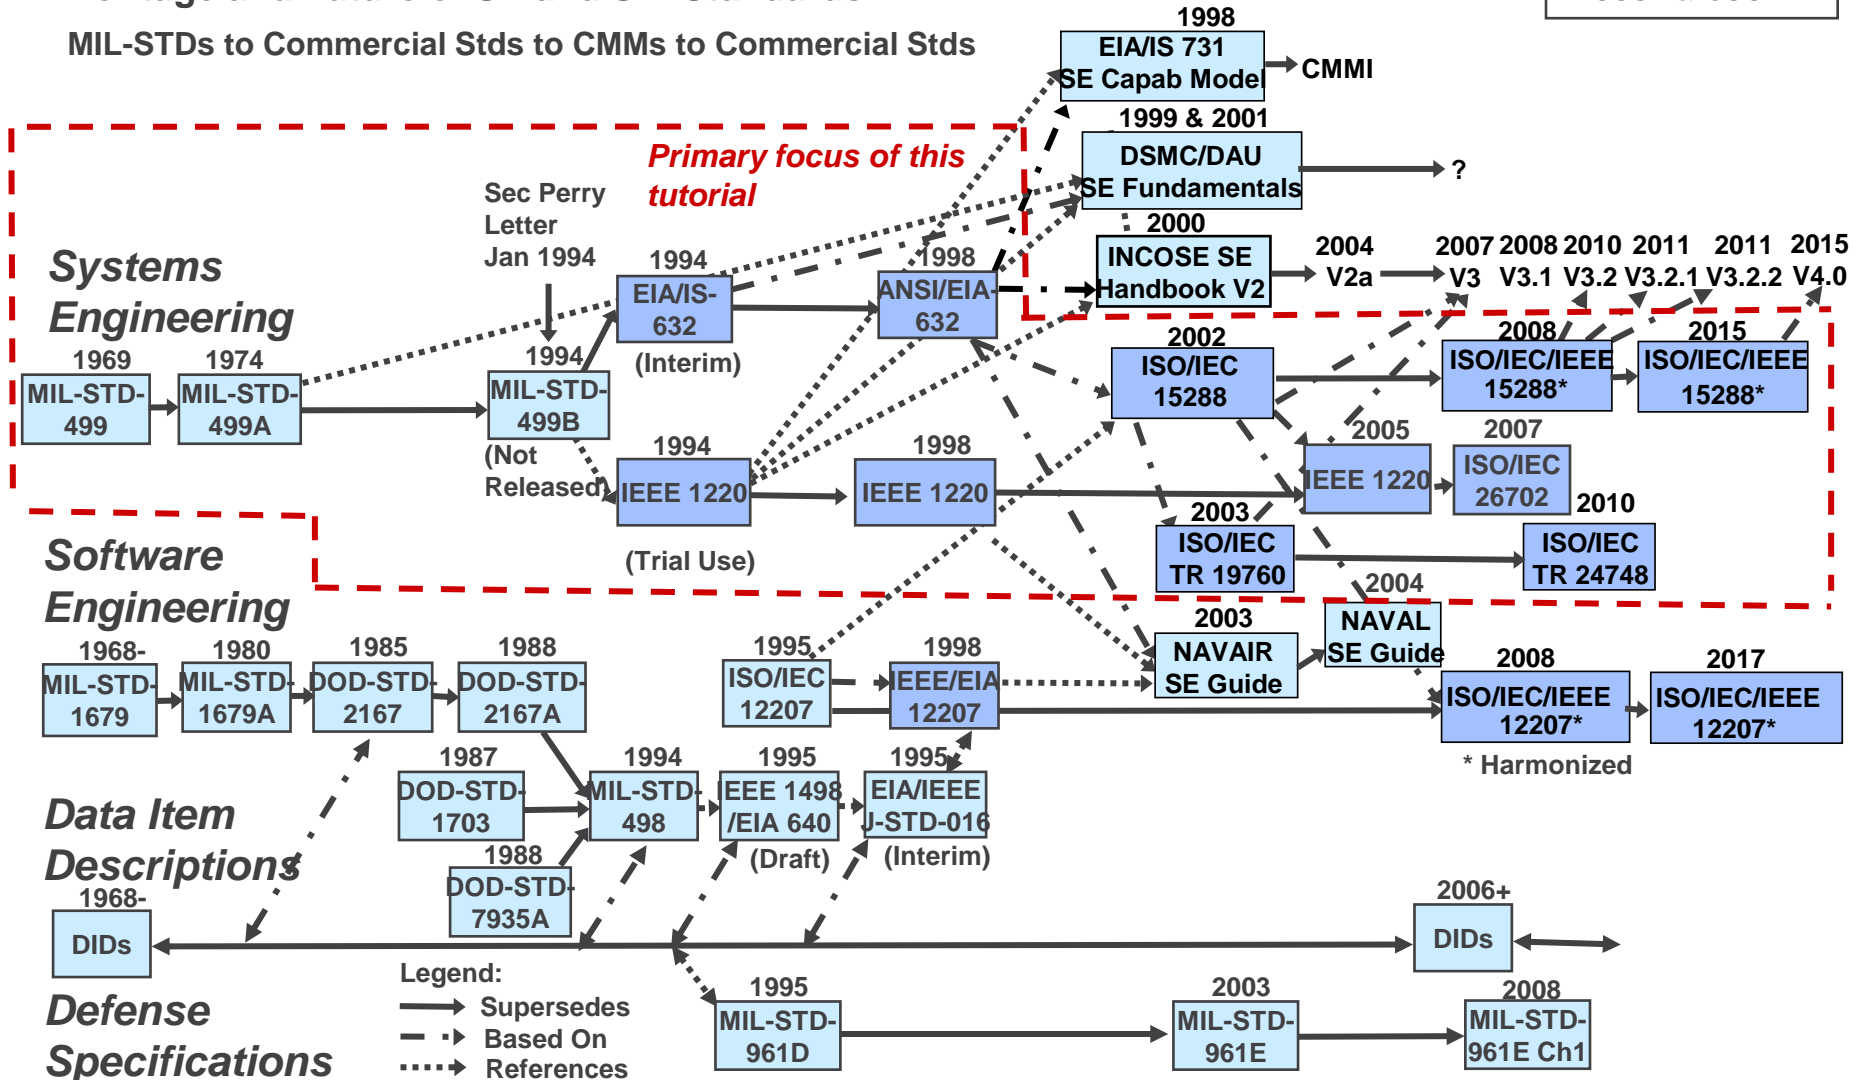 MIL-STDs to Commercial Stds to CMMs to Commercial Stds
1998
EIA/IS 731
SE Capab Model
CMMI
1999 & 2001
DSMC/DAU
SE Fundamentals
?
Primary focus of this
tutorial
Sec Perry
Letter
Jan 1994
2000
INCOSE SE
Handbook V2
2004
V2a
2007
V3
2008
V3.1
2010
V3.2
2011
V3.2.1
2011
V3.2.2
2015
V4.0
Systems
Engineering
1969
MIL-STD-
499
1974
MIL-STD-
499A
1994
MIL-STD-
499B
(Not
Released)
1994
EIA/IS-
632
(Interim)
1998
ANSI/EIA-
632
2002
ISO/IEC
15288
2008
ISO/IEC/IEEE
15288*
2015
ISO/IEC/IEEE
15288*
1994
IEEE 1220
(Trial Use)
1998
IEEE 1220
2005
IEEE 1220
2007
ISO/IEC
26702
2003
ISO/IEC
TR 19760
2010
ISO/IEC
TR 24748
Software
Engineering
1968-
MIL-STD-
1679
1980
MIL-STD-
1679A
1985
DOD-STD-
2167
1988
DOD-STD-
2167A
1995
ISO/IEC
12207
1998
IEEE/EIA
12207
2003
NAVAIR
SE Guide
2004
NAVAL
SE Guide
2008
ISO/IEC/IEEE
12207*
2017
ISO/IEC/IEEE
12207*
* Harmonized
1987
DOD-STD-
1703
1994
MIL-STD-
498
1995
IEEE 1498
/EIA 640
(Draft)
1995
EIA/IEEE
J-STD-016
(Interim)
1988
DOD-STD-
7935A
Data Item
Descriptions
1968-
DIDs
2006+
DIDs
Legend:
Supersedes
Based On
References
Defense
Specifications
1995
MIL-STD-
961D
2003
MIL-STD-
961E
2008
MIL-STD-
961E Ch1